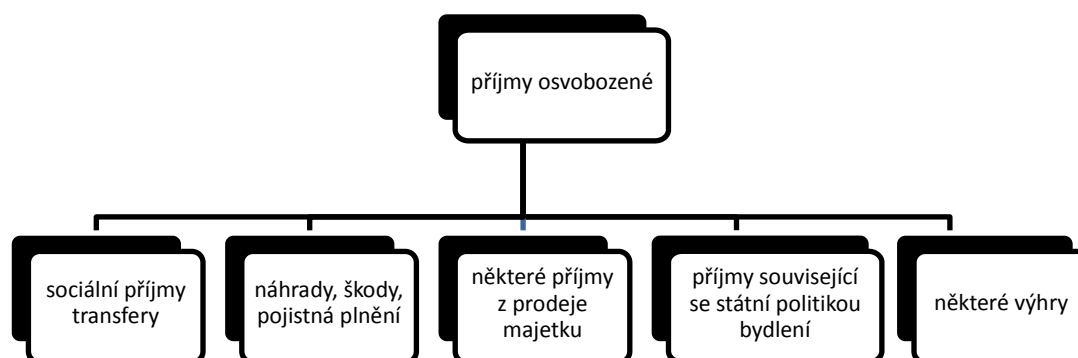 příjmy osvobozené
sociální příjmy
transfery
náhrady, škody,
pojistná plnění
některé příjmy
z prodeje
majetku
příjmy související
se státní politikou
bydlení
některé výhry